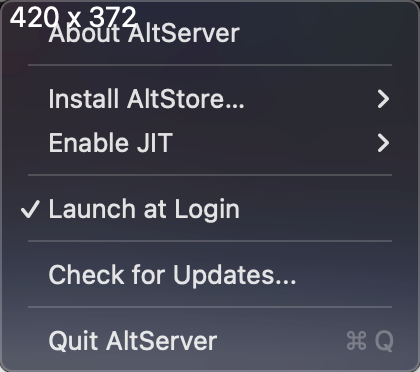 420 x 372
About AltServer
Install AltStore...
Enable JIT
Launch at Login
Check for Updates...
Quit AltServer ⌘ Q